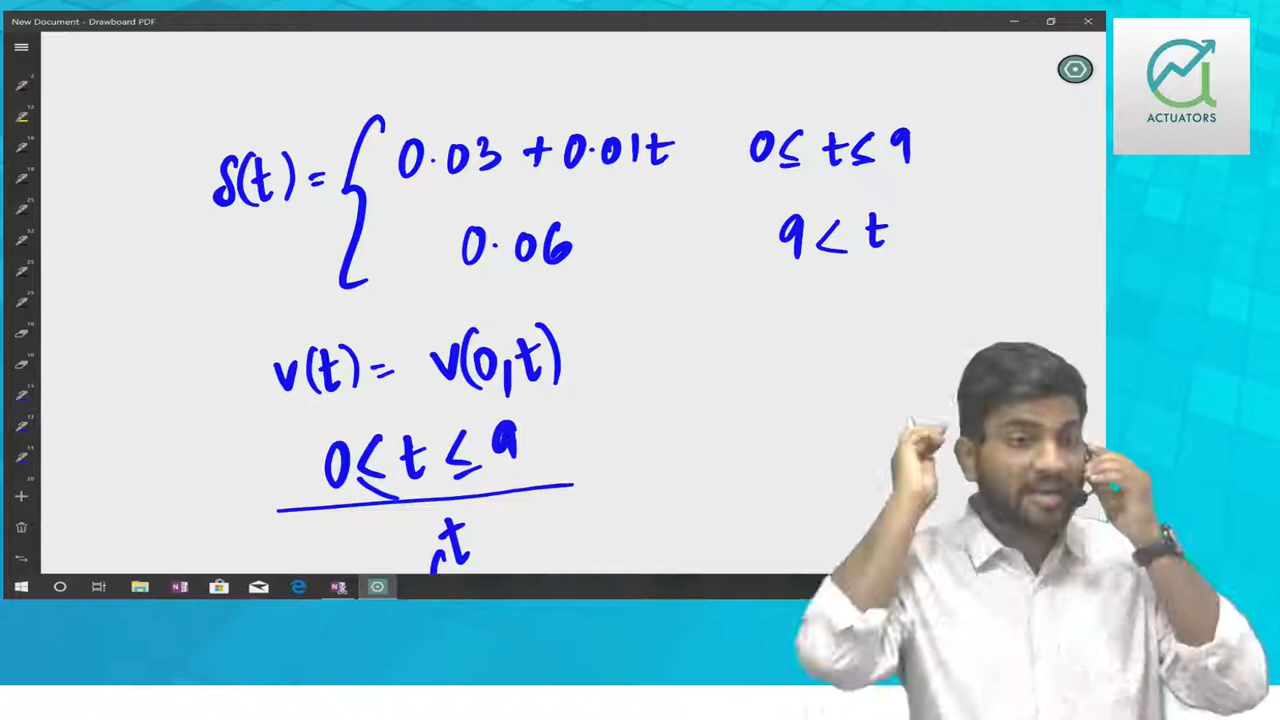 New Document - Drawboard PDF
ACTUATORS
δ(t) = { 0.03 + 0.01t 0 ≤ t ≤ 9
0.06 9 < t
v(t) = v(0,t)
0 ≤ t ≤ 9
t